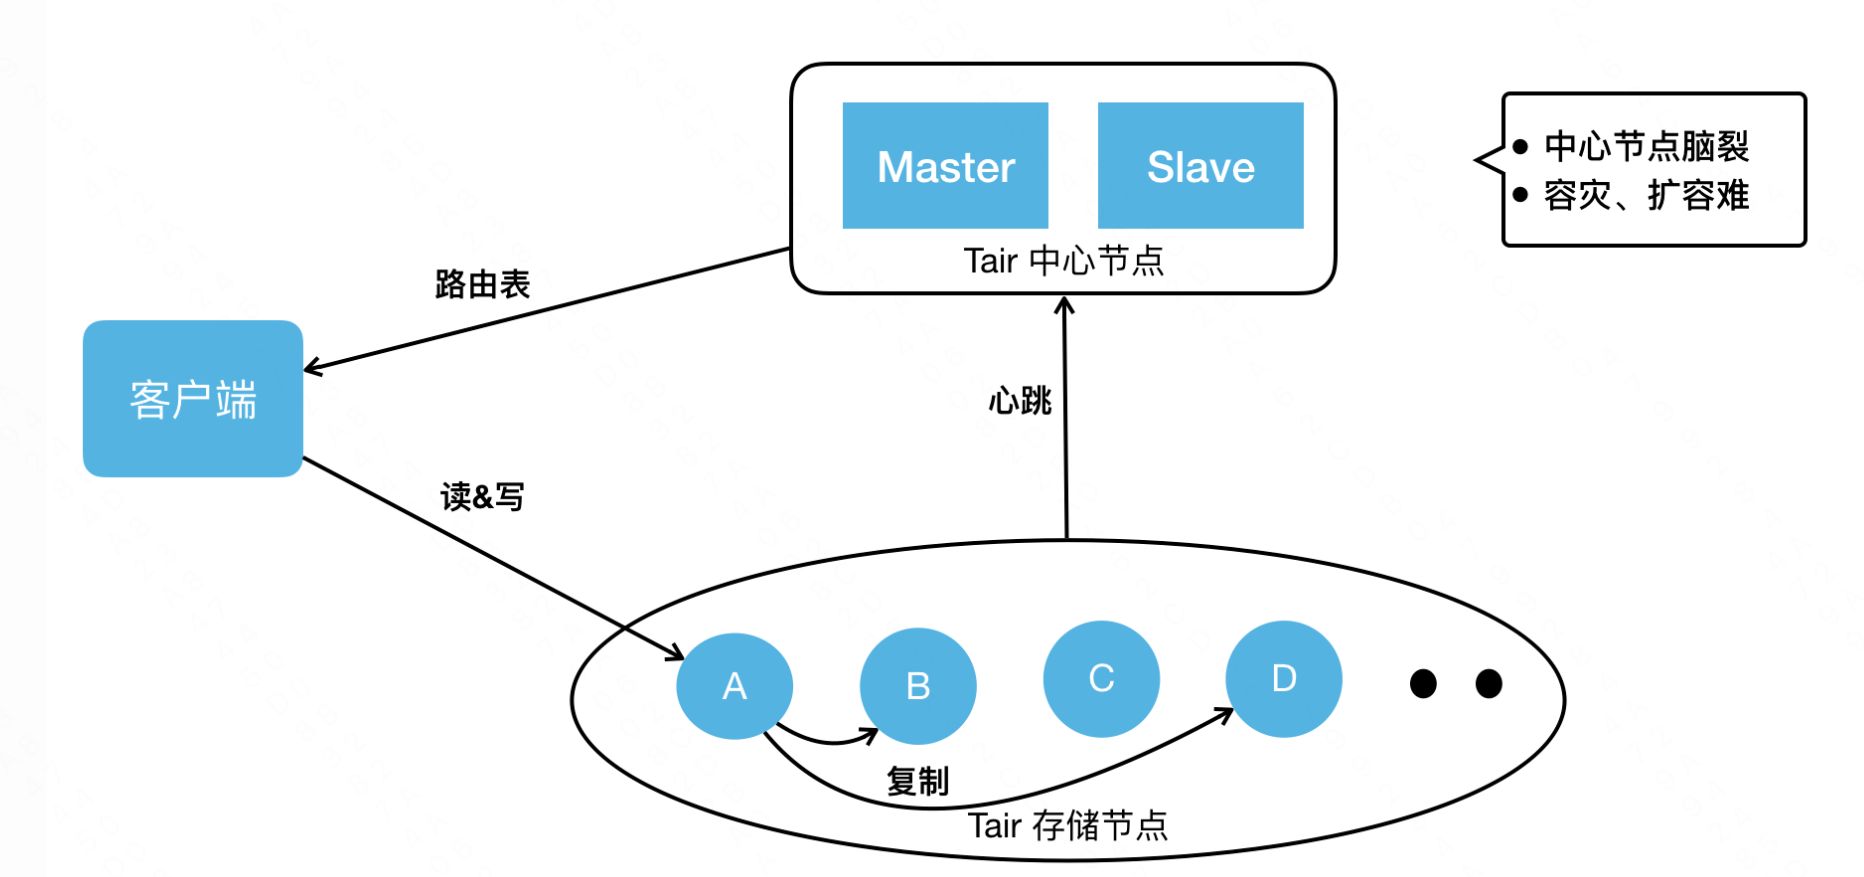 Master
Slave
Tair 中心节点
中心节点脑裂
容灾、扩容难
路由表
客户端
心跳
读&写
A
B
C
D
复制
Tair 存储节点